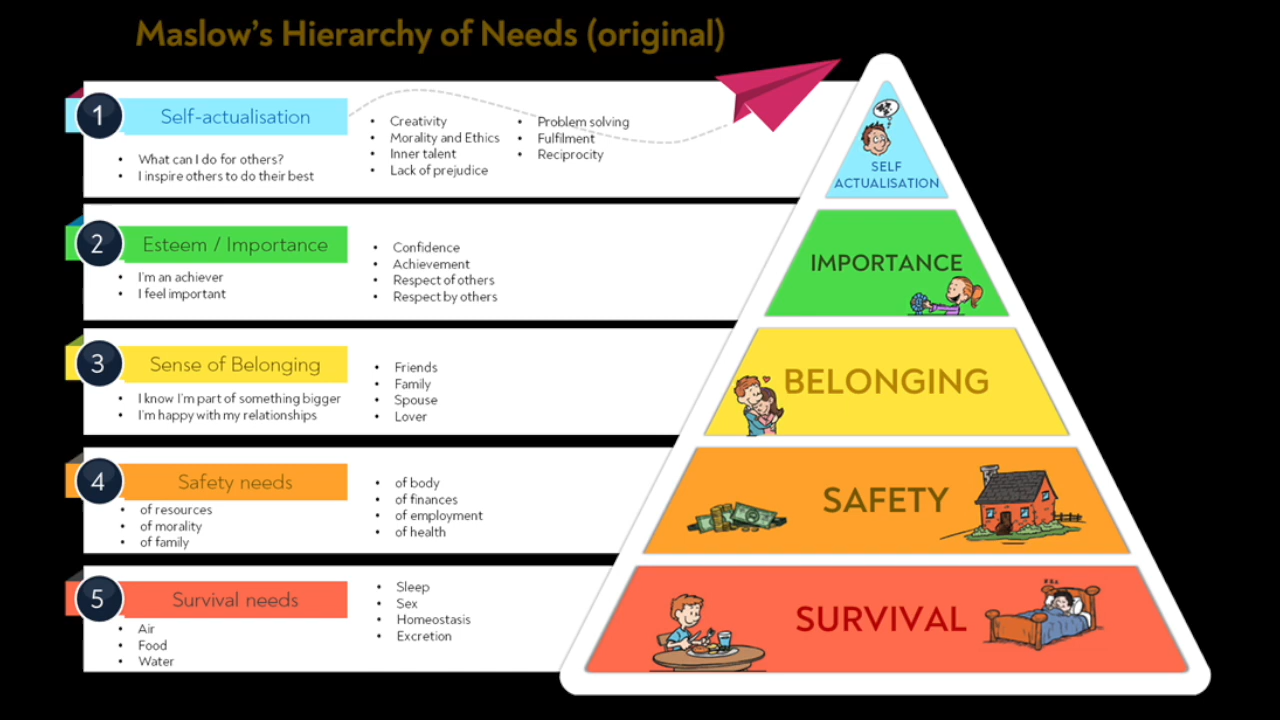 Maslow's Hierarchy of Needs (original)
1
Self-actualisation
• What can I do for others?
• I inspire others to do their best
• Creativity
• Morality and Ethics
• Inner talent
• Lack of prejudice
• Problem solving
• Fulfilment
• Reciprocity
2
Esteem / Importance
• I'm an achiever
• I feel important
• Confidence
• Achievement
• Respect of others
• Respect by others
3
Sense of Belonging
• I know I'm part of something bigger
• I'm happy with my relationships
• Friends
• Family
• Spouse
• Lover
4
Safety needs
• of resources
• of morality
• of family
• of body
• of finances
• of employment
• of health
5
Survival needs
• Air
• Food
• Water
• Sleep
• Sex
• Homeostasis
• Excretion
SELF
ACTUALISATION
IMPORTANCE
BELONGING
SAFETY
SURVIVAL